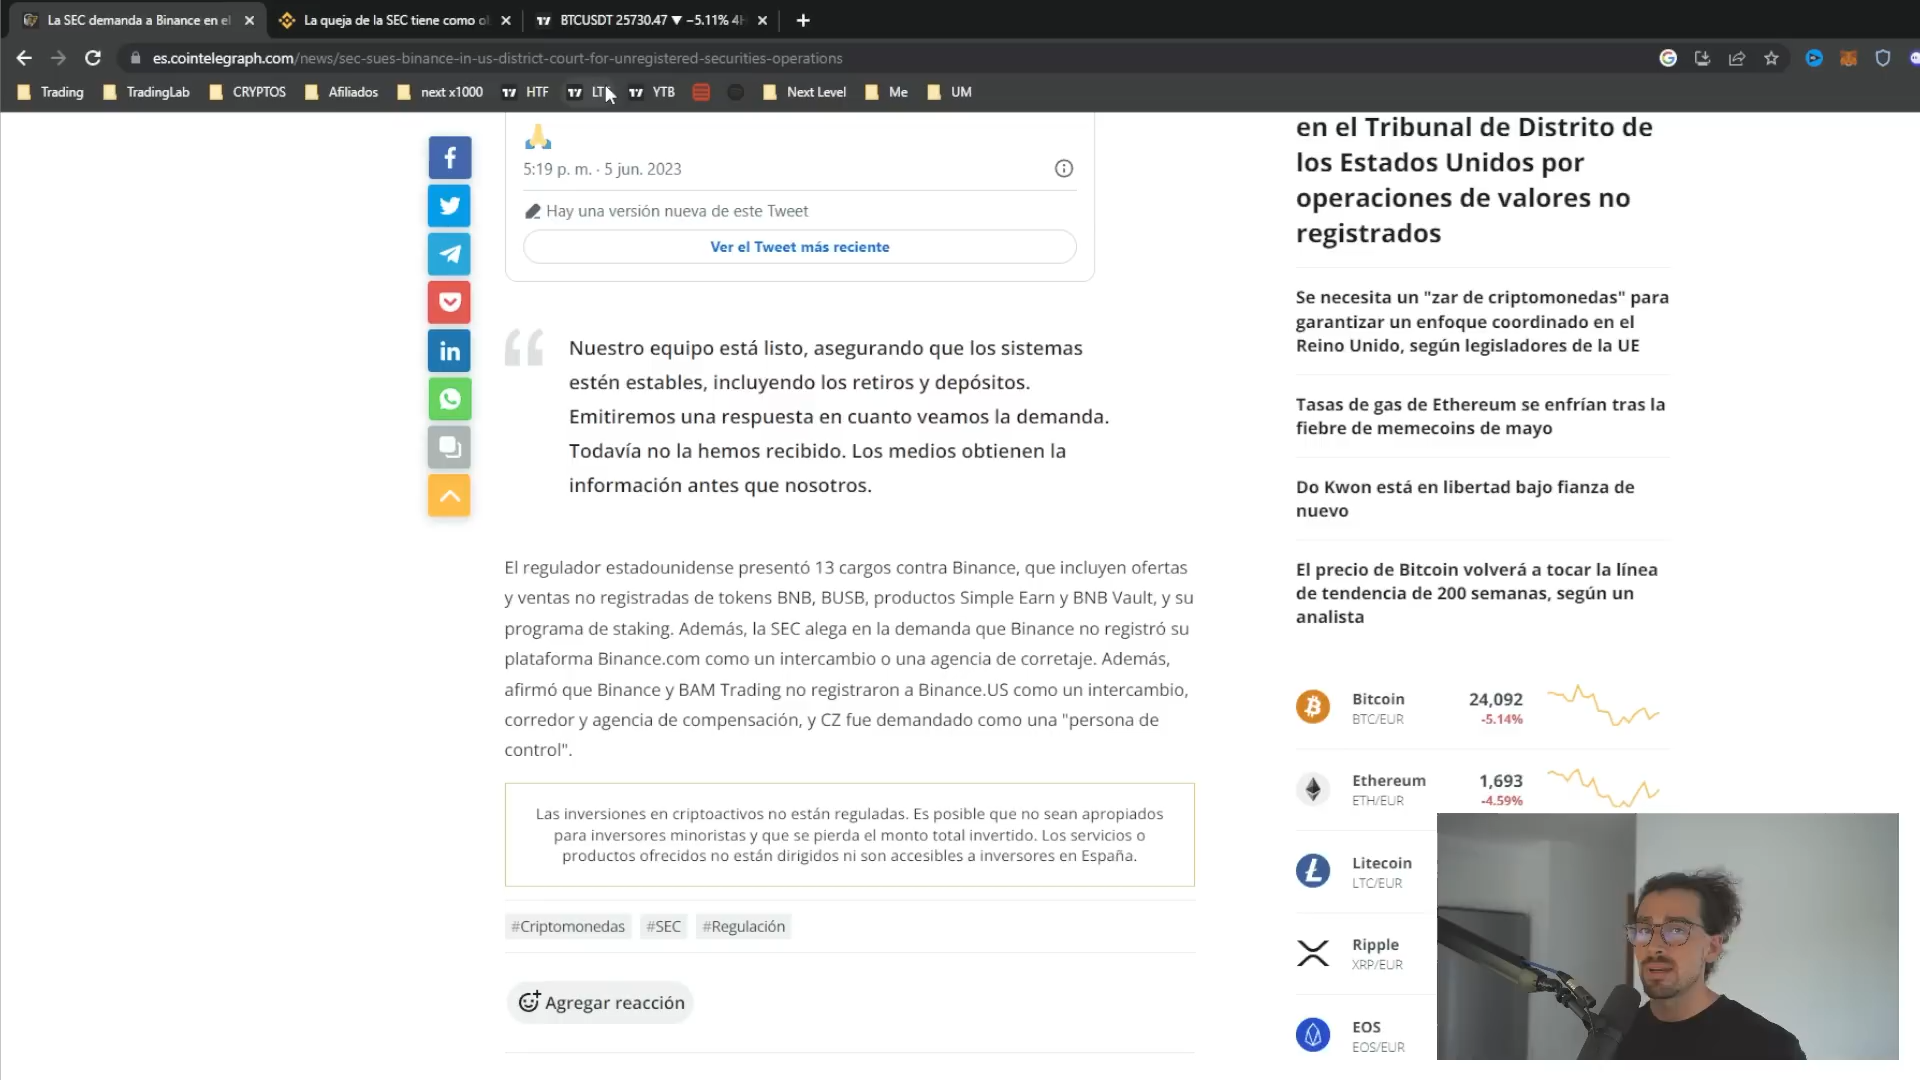 La SEC demanda a Binance en el
La queja de la SEC tiene como o
BTCUSDT 25730.47 ▼ −5.11% 4
es.cointelegraph.com/news/sec-sues-binance-in-us-district-court-for-unregistered-securities-operations
Trading
TradingLab
CRYPTOS
Afiliados
next x1000
HTF
YTB
Next Level
Me
UM
5:19 p. m. · 5 jun. 2023
Hay una versión nueva de este Tweet
Ver el Tweet más reciente
Nuestro equipo está listo, asegurando que los sistemas
estén estables, incluyendo los retiros y depósitos.
Emitiremos una respuesta en cuanto veamos la demanda.
Todavía no la hemos recibido. Los medios obtienen la
información antes que nosotros.
El regulador estadounidense presentó 13 cargos contra Binance, que incluyen ofertas
y ventas no registradas de tokens BNB, BUSB, productos Simple Earn y BNB Vault, y su
programa de staking. Además, la SEC alega en la demanda que Binance no registró su
plataforma Binance.com como un intercambio o una agencia de corretaje. Además,
afirmó que Binance y BAM Trading no registraron a Binance.US como un intercambio,
corredor y agencia de compensación, y CZ fue demandado como una "persona de
control".
Las inversiones en criptoactivos no están reguladas. Es posible que no sean apropiados
para inversores minoristas y que se pierda el monto total invertido. Los servicios o
productos ofrecidos no están dirigidos ni son accesibles a inversores en España.
#Criptomonedas
#SEC
#Regulación
Agregar reacción
en el Tribunal de Distrito de
los Estados Unidos por
operaciones de valores no
registrados
Se necesita un "zar de criptomonedas" para
garantizar un enfoque coordinado en el
Reino Unido, según legisladores de la UE
Tasas de gas de Ethereum se enfrían tras la
fiebre de memecoins de mayo
Do Kwon está en libertad bajo fianza de
nuevo
El precio de Bitcoin volverá a tocar la línea
de tendencia de 200 semanas, según un
analista
Bitcoin 24,092
BTC/EUR -5.14%
Ethereum 1,693
ETH/EUR -4.59%
Litecoin
LTC/EUR
Ripple
XRP/EUR
EOS
EOS/EUR